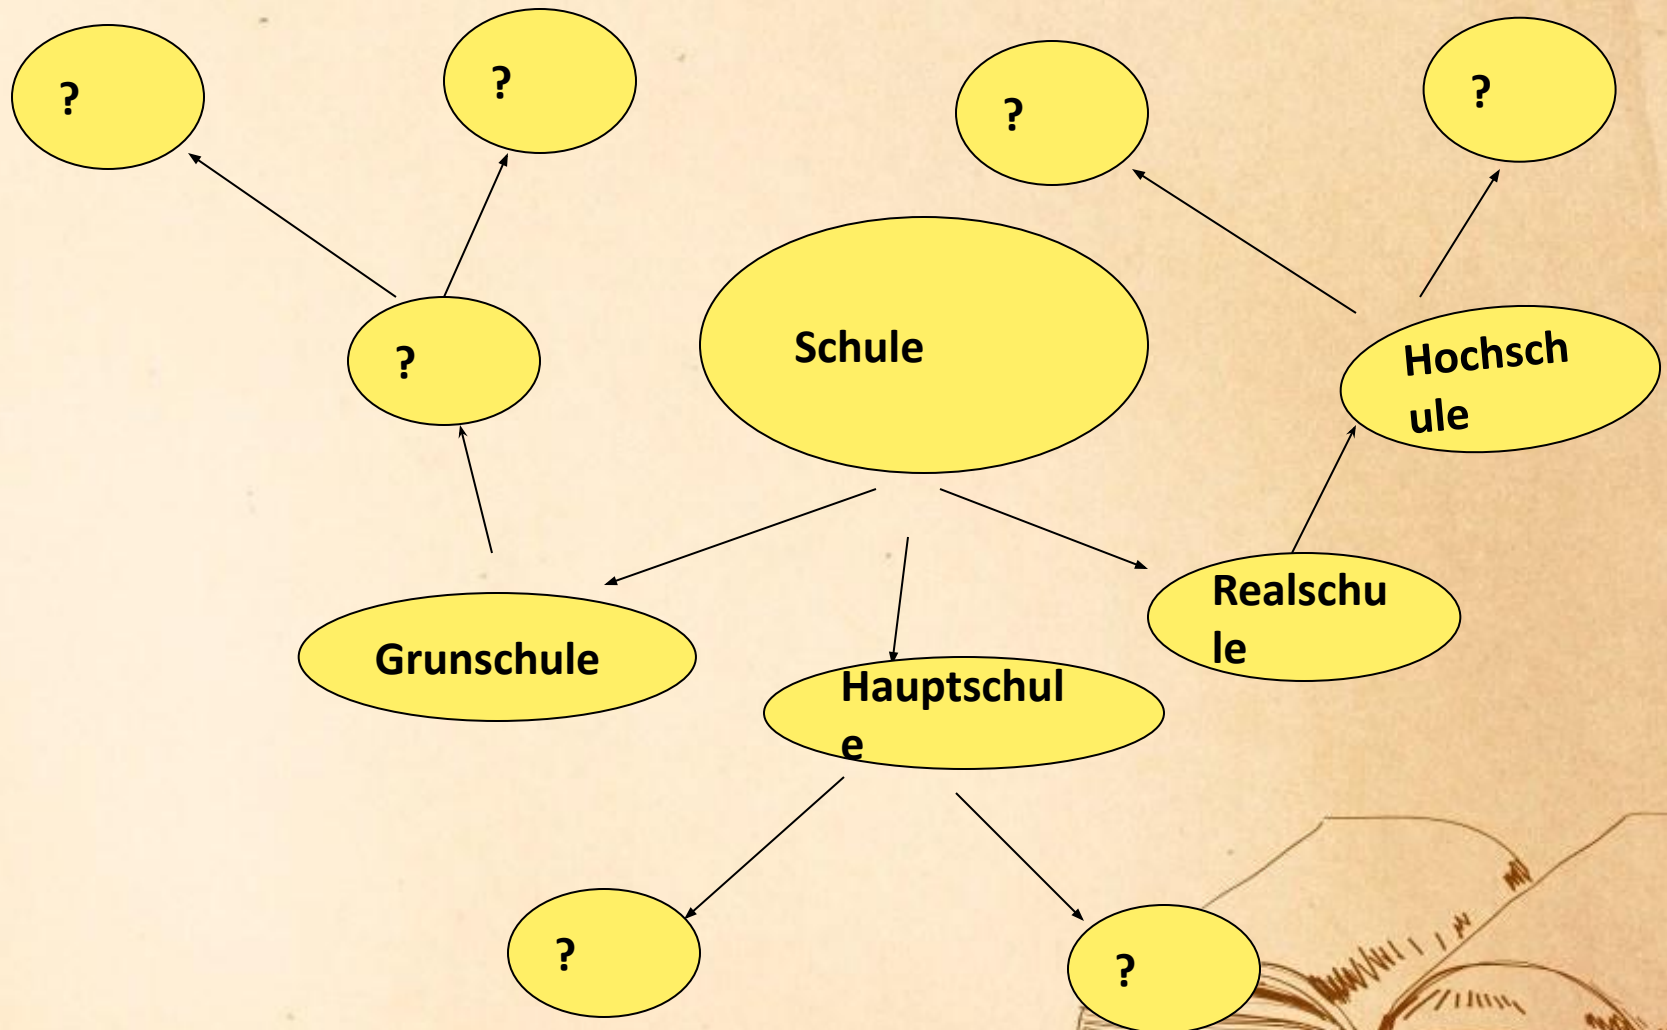 ?
?
?
?
?
Schule
Hochsch
ule
Grunschule
Hauptschul
e
Realschu
le
?
?